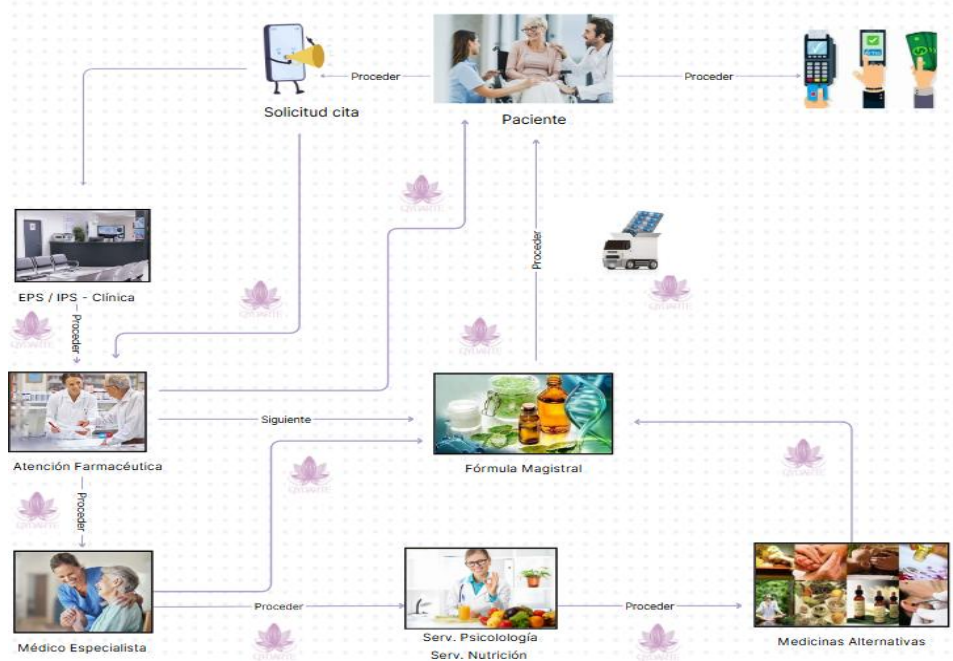 Proceder
Proceder
Solicitud cita
Paciente
Proceder
EPS / IPS - Clínica
Proceder
Siguiente
Atención Farmacéutica
Fórmula Magistral
Proceder
Proceder
Proceder
Serv. Psicolología
Serv. Nutrición
Médico Especialista
Medicinas Alternativas